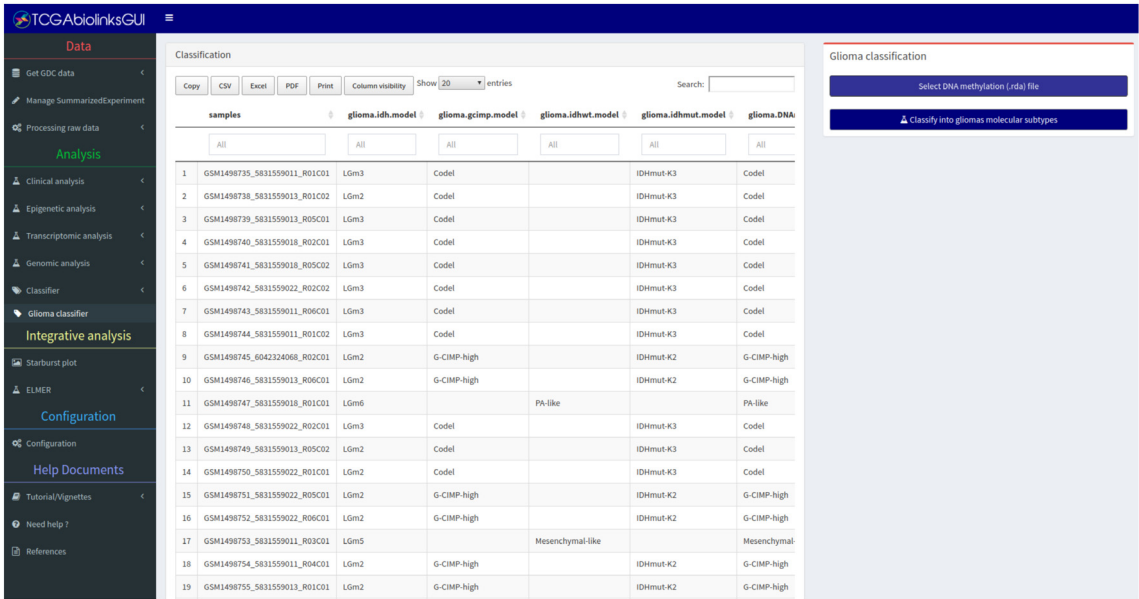 TCGAbiolinksGUI
Data
Get GDC data
Manage SummarizedExperiment
Processing raw data
Analysis
Clinical analysis
Epigenetic analysis
Transcriptomic analysis
Genomic analysis
Classifier
Glioma classifier
Integrative analysis
Starburst plot
ELMER
Configuration
Configuration
Help Documents
Tutorial/Vignettes
Need help ?
References
Classification
Copy CSV Excel PDF Print Column visibility Show 20 entries Search:
samples glioma.idh.model glioma.gcimp.model glioma.idhwt.model glioma.idhmut.model glioma.DNA
All All All All All All
1 GSM1498735_5831559011_R01C01 LGm3 Codel IDHmut-K3 Codel
2 GSM1498738_5831559013_R01C02 LGm2 Codel IDHmut-K3 Codel
3 GSM1498739_5831559013_R05C01 LGm3 Codel IDHmut-K3 Codel
4 GSM1498740_5831559018_R02C01 LGm3 Codel IDHmut-K3 Codel
5 GSM1498741_5831559018_R05C02 LGm3 Codel IDHmut-K3 Codel
6 GSM1498742_5831559022_R02C02 LGm3 Codel IDHmut-K3 Codel
7 GSM1498743_5831559011_R06C01 LGm3 Codel IDHmut-K3 Codel
8 GSM1498744_5831559011_R01C02 LGm3 Codel IDHmut-K3 Codel
9 GSM1498745_6042324068_R02C01 LGm2 G-CIMP-high IDHmut-K2 G-CIMP-high
10 GSM1498746_5831559013_R06C01 LGm2 G-CIMP-high IDHmut-K2 G-CIMP-high
11 GSM1498747_5831559018_R01C01 LGm6 PA-like PA-like
12 GSM1498748_5831559022_R02C01 LGm3 Codel IDHmut-K3 Codel
13 GSM1498749_5831559013_R05C02 LGm2 Codel IDHmut-K3 Codel
14 GSM1498750_5831559022_R01C01 LGm2 Codel IDHmut-K3 Codel
15 GSM1498751_5831559022_R05C01 LGm2 G-CIMP-high IDHmut-K2 G-CIMP-high
16 GSM1498752_5831559022_R06C01 LGm2 G-CIMP-high IDHmut-K2 G-CIMP-high
17 GSM1498753_5831559011_R03C01 LGm5 Mesenchymal-like Mesenchymal-
18 GSM1498754_5831559011_R04C01 LGm2 G-CIMP-high IDHmut-K2 G-CIMP-high
19 GSM1498755_5831559013_R01C01 LGm2 G-CIMP-high IDHmut-K2 G-CIMP-high
Glioma classification
Select DNA methylation (.rda) file
Classify into gliomas molecular subtypes